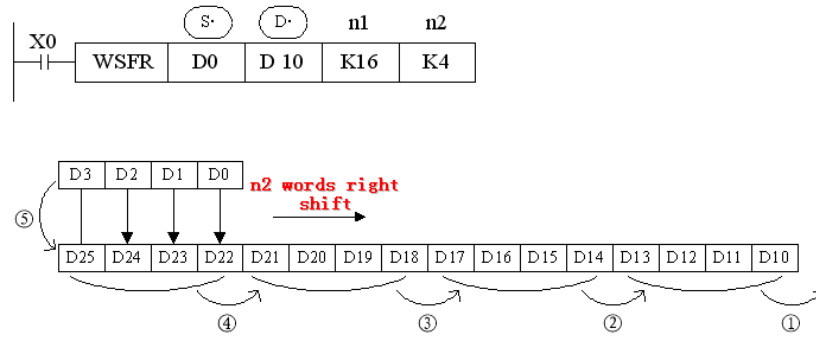 S· D· n1 n2
X0
WSFR D0 D 10 K16 K4
D3 D2 D1 D0
n2 words right
shift
⑤
D25 D24 D23 D22 D21 D20 D19 D18 D17 D16 D15 D14 D13 D12 D11 D10
④ ③ ② ①